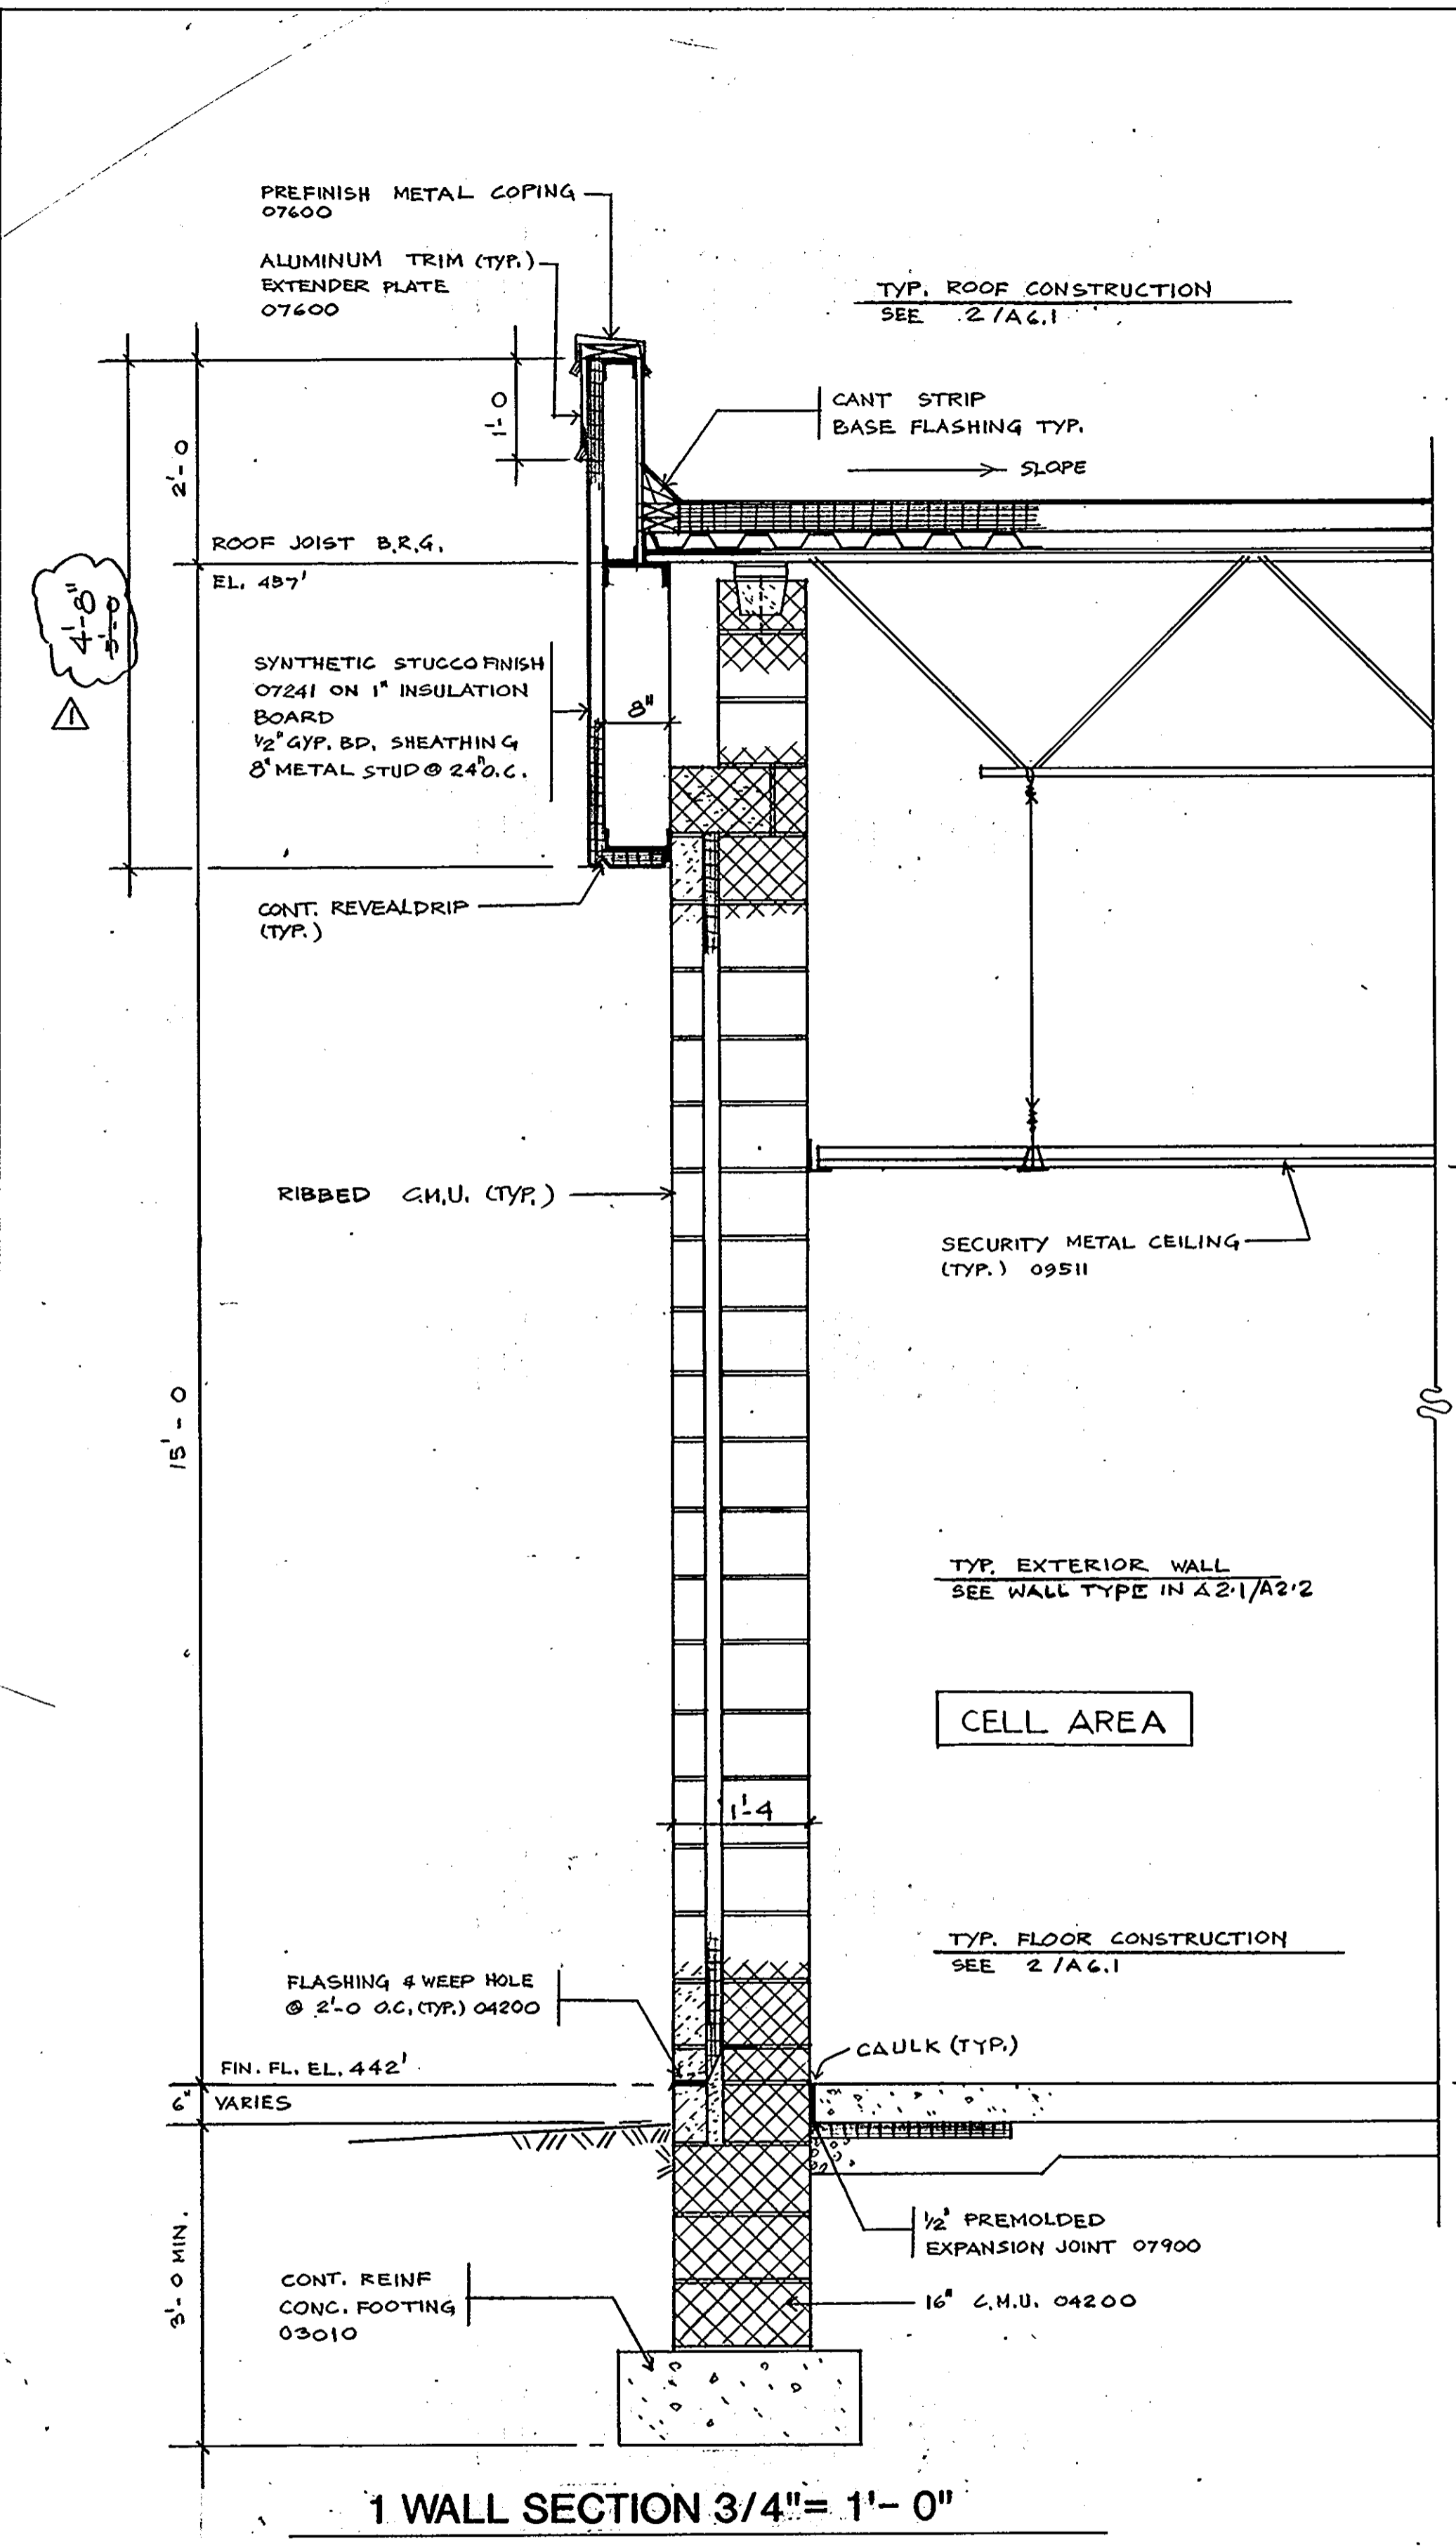 PREFINISH METAL COPING
07600
ALUMINUM TRIM (TYP.)
EXTENDER PLATE
07600
TYP. ROOF CONSTRUCTION
SEE 2/A6.1
1'-0
CANT STRIP
BASE FLASHING TYP.
SLOPE
2'-0
ROOF JOIST B.R.G.
EL. 457'
4'-8"
5'-0
1
SYNTHETIC STUCCO FINISH
07241 ON 1" INSULATION
BOARD
1/2" GYP. BD. SHEATHING
8" METAL STUD @ 24" O.C.
8"
CONT. REVEAL DRIP
(TYP.)
RIBBED C.M.U. (TYP.)
SECURITY METAL CEILING
(TYP.) 09511
15'-0
TYP. EXTERIOR WALL
SEE WALL TYPE IN A2.1/A2.2
CELL AREA
1'-4
TYP. FLOOR CONSTRUCTION
SEE 2/A6.1
FLASHING & WEEP HOLE
@ 2'-0 O.C. (TYP.) 04200
CAULK (TYP.)
FIN. FL. EL. 442'
6" VARIES
3'-0 MIN.
1/2" PREMOLDED
EXPANSION JOINT 07900
CONT. REINF
CONC. FOOTING
03010
16" C.M.U. 04200
1 WALL SECTION 3/4"= 1'- 0"